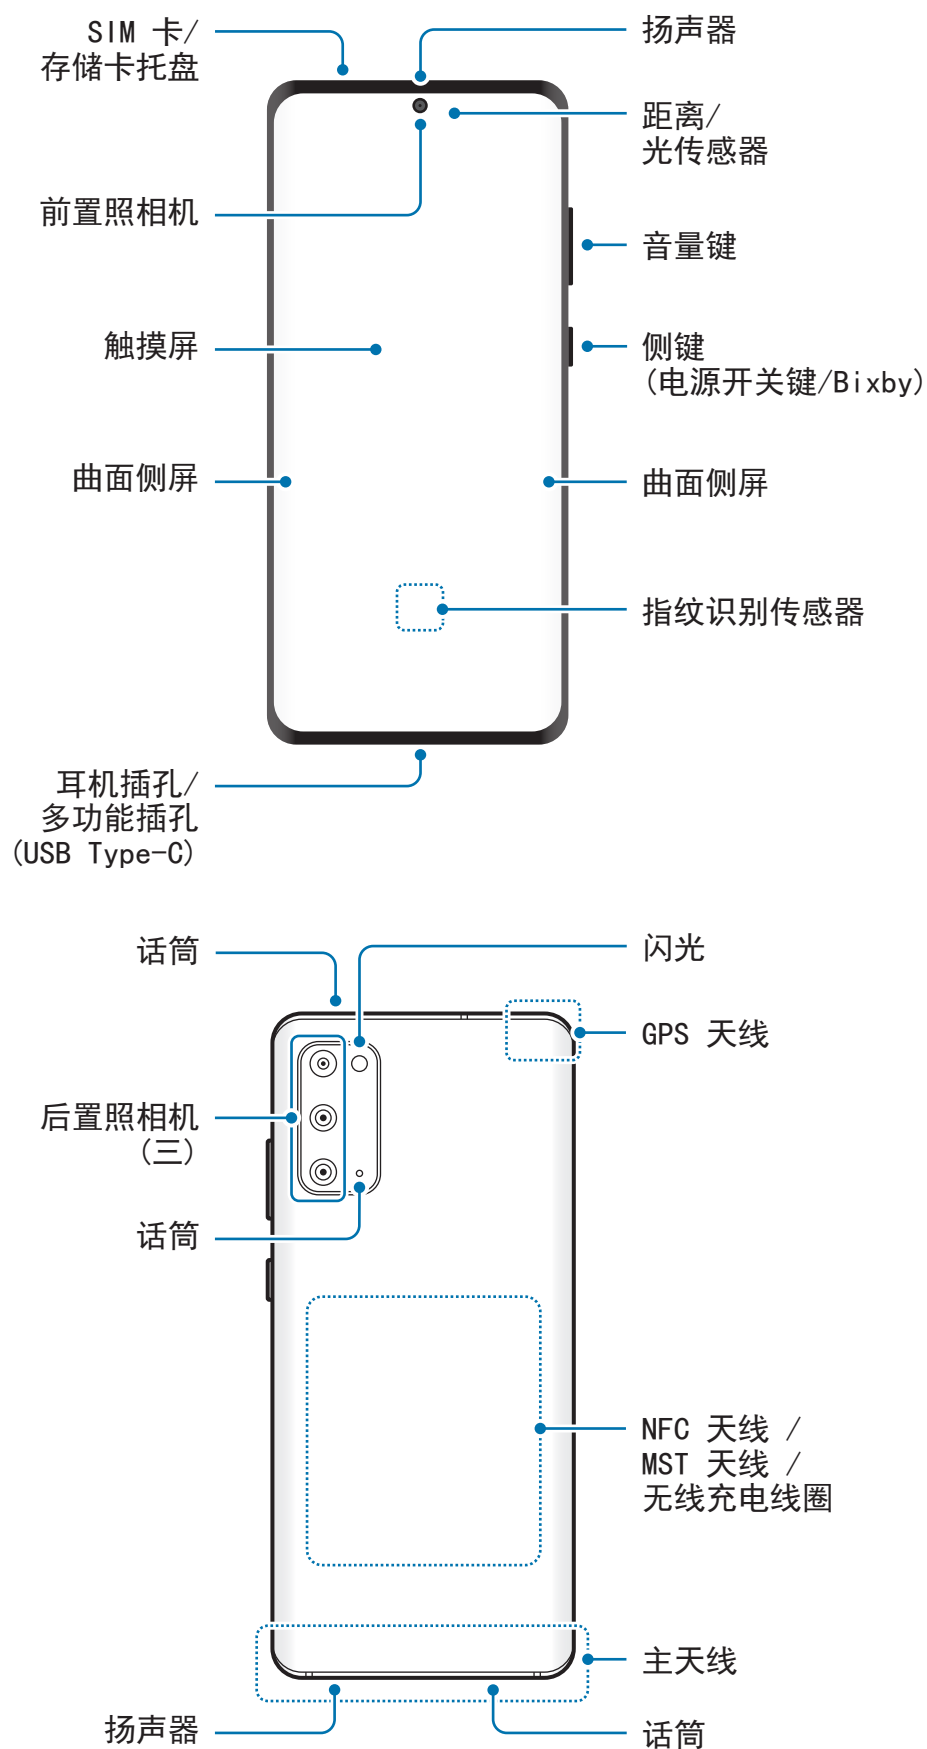 SIM 卡/
存储卡托盘
扬声器
距离/
光传感器
前置照相机
音量键
触摸屏
侧键
(电源开关键/Bixby)
曲面侧屏
曲面侧屏
指纹识别传感器
耳机插孔/
多功能插孔
(USB Type-C)
话筒
闪光
GPS 天线
后置照相机
(三)
话筒
NFC 天线 /
MST 天线 /
无线充电线圈
主天线
扬声器
话筒